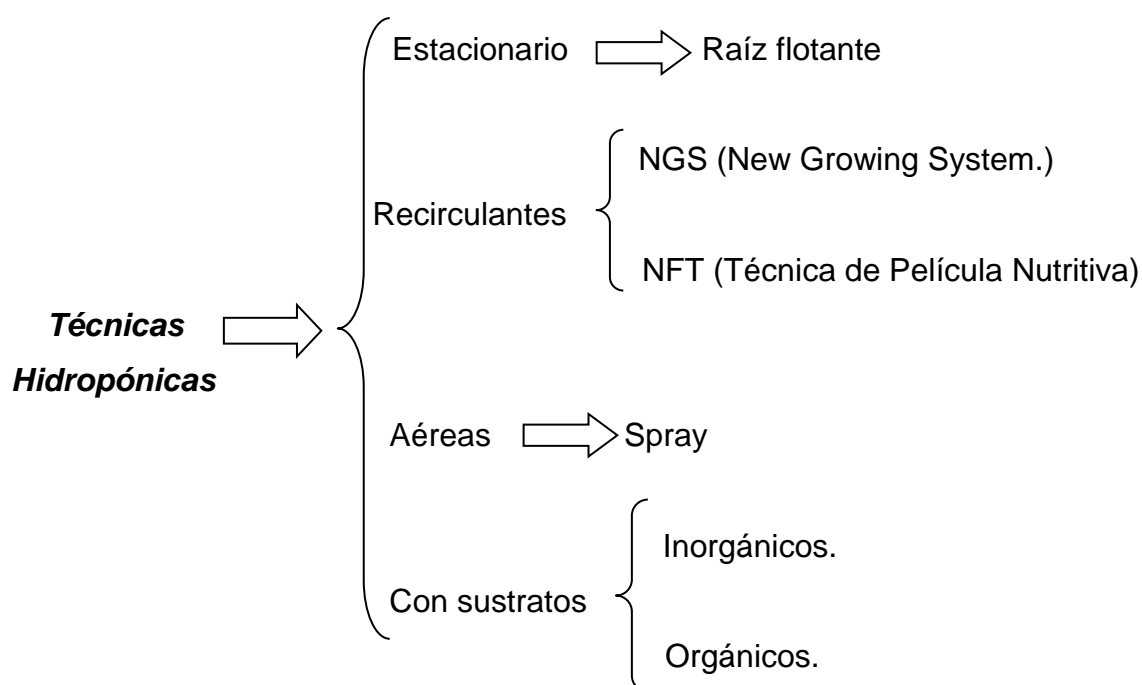 Estacionario
Raíz flotante
NGS (New Growing System.)
Recirculantes
NFT (Técnica de Película Nutritiva)
Técnicas
Hidropónicas
Aéreas
Spray
Inorgánicos.
Con sustratos
Orgánicos.